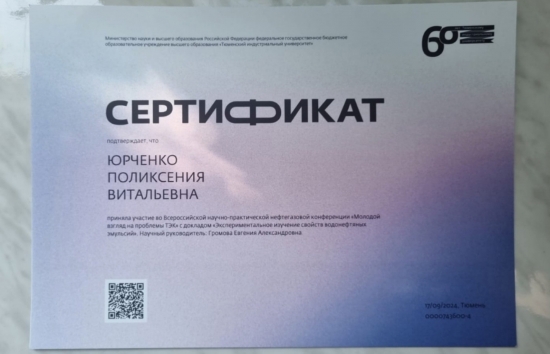 Министерство науки и высшего образования Российской Федерации федеральное государственное бюджетное
образовательное учреждение высшего образования «Тюменский индустриальный университет»
60
СЕРТИФИКАТ
подтверждает, что
ЮРЧЕНКО
ПОЛИКСЕНИЯ
ВИТАЛЬЕВНА
приняла участие во Всероссийской научно-практической нефтегазовой конференции «Молодой
взгляд на проблемы ТЭК» с докладом «Экспериментальное изучение свойств водонефтяных
эмульсий». Научный руководитель: Громова Евгения Александровна.
Тюмень